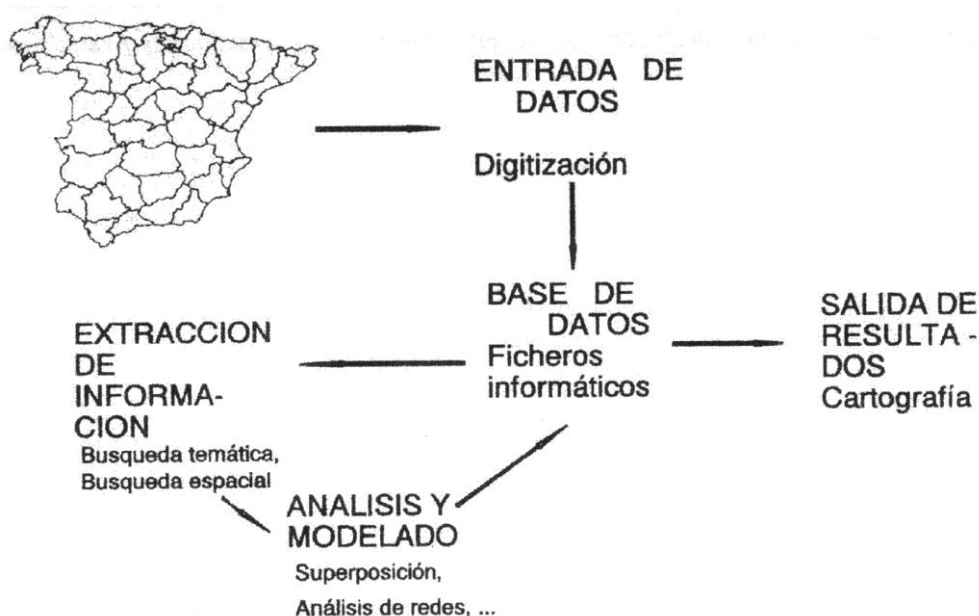 ENTRADA DE
DATOS
Digitización
BASE DE
DATOS
Ficheros
informáticos
SALIDA DE
RESULTA -
DOS
Cartografía
EXTRACCION
DE
INFORMA-
CION
Busqueda temática,
Busqueda espacial
ANALISIS Y
MODELADO
Superposición,
Análisis de redes, ...